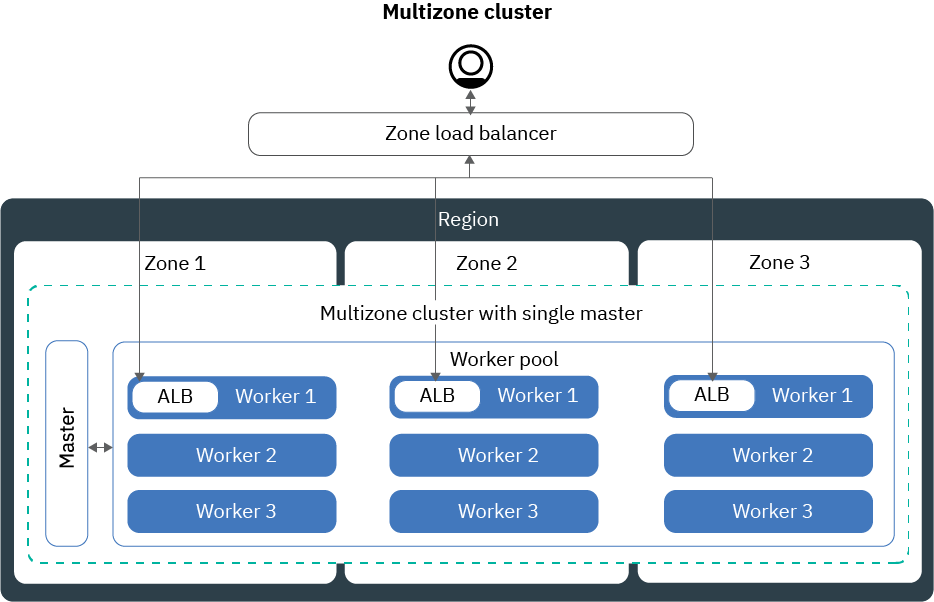 Multizone cluster
Zone load balancer
Region
Zone 1
Zone 2
Zone 3
Multizone cluster with single master
Master
Worker pool
ALB Worker 1
ALB Worker 1
ALB Worker 1
Worker 2
Worker 2
Worker 2
Worker 3
Worker 3
Worker 3